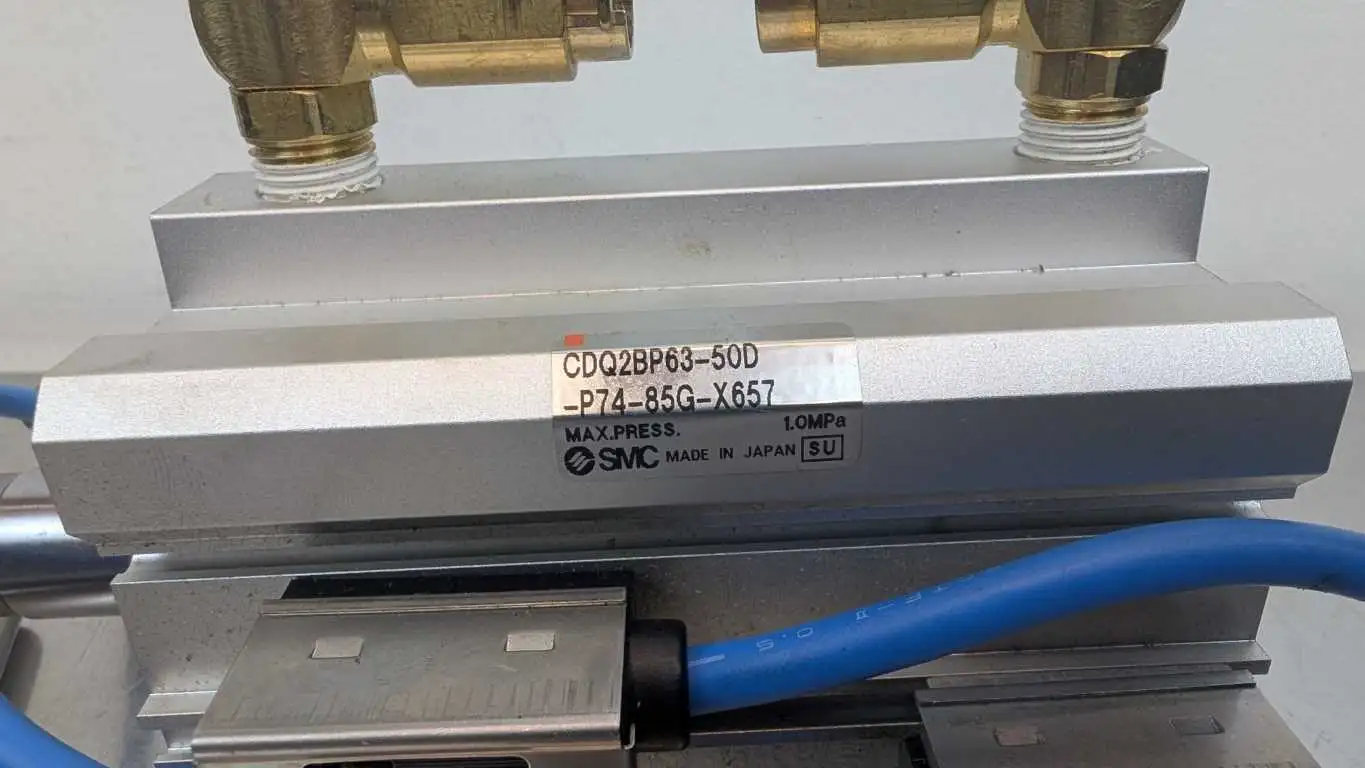 CDQ2BP63-50D
-P74-85G-X657
MAX.PRESS. 1.0MPa
SMC MADE IN JAPAN SU